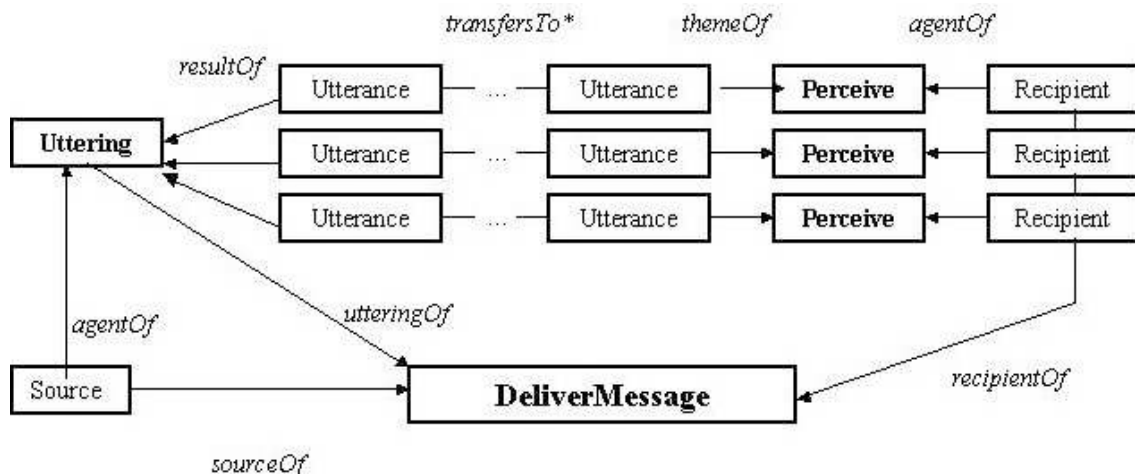 transfersTo* themeOf agentOf
resultOf
Utterance ... Utterance Perceive Recipient
Uttering
Utterance ... Utterance Perceive Recipient
Utterance ... Utterance Perceive Recipient
utteringOf
agentOf
recipientOf
Source
DeliverMessage
sourceOf